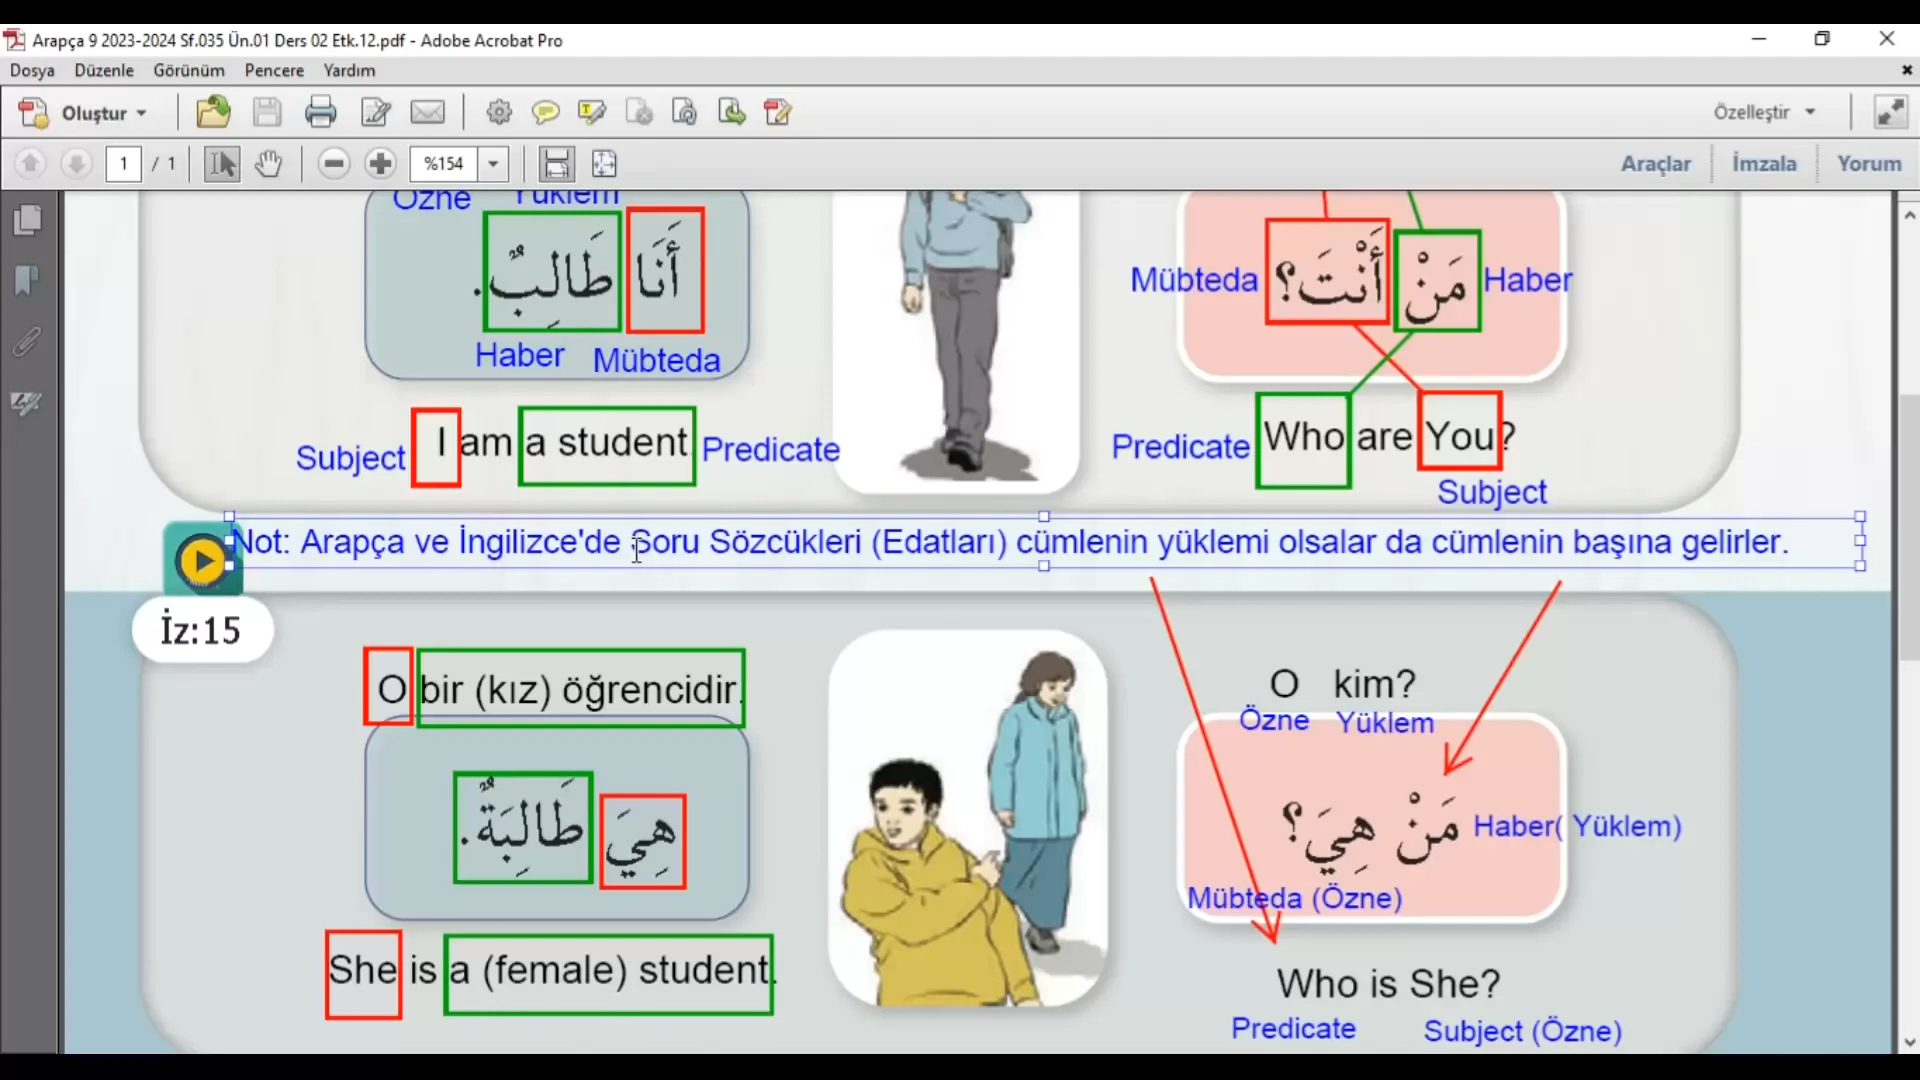 Arapça 9 2023-2024 Sf.035 Ün.01 Ders 02 Etk.12.pdf - Adobe Acrobat Pro
Dosya Düzenle Görünüm Pencere Yardım
Oluştur Özelleştir
1 / 1 %154 Araçlar İmzala Yorum
Özne Yüklem
أَنَا طَالِبٌ.
Haber Mübteda
Subject I am a student. Predicate
Mübteda مَنْ أَنْتَ؟ Haber
Predicate Who are You?
Subject
Not: Arapça ve İngilizce'de Soru Sözcükleri (Edatları) cümlenin yüklemi olsalar da cümlenin başına gelirler.
İz:15
O bir (kız) öğrencidir.
هِيَ طَالِبَةٌ.
She is a (female) student.
O kim?
Özne Yüklem
مَنْ هِيَ؟ Haber( Yüklem)
Mübteda (Özne)
Who is She?
Predicate Subject (Özne)